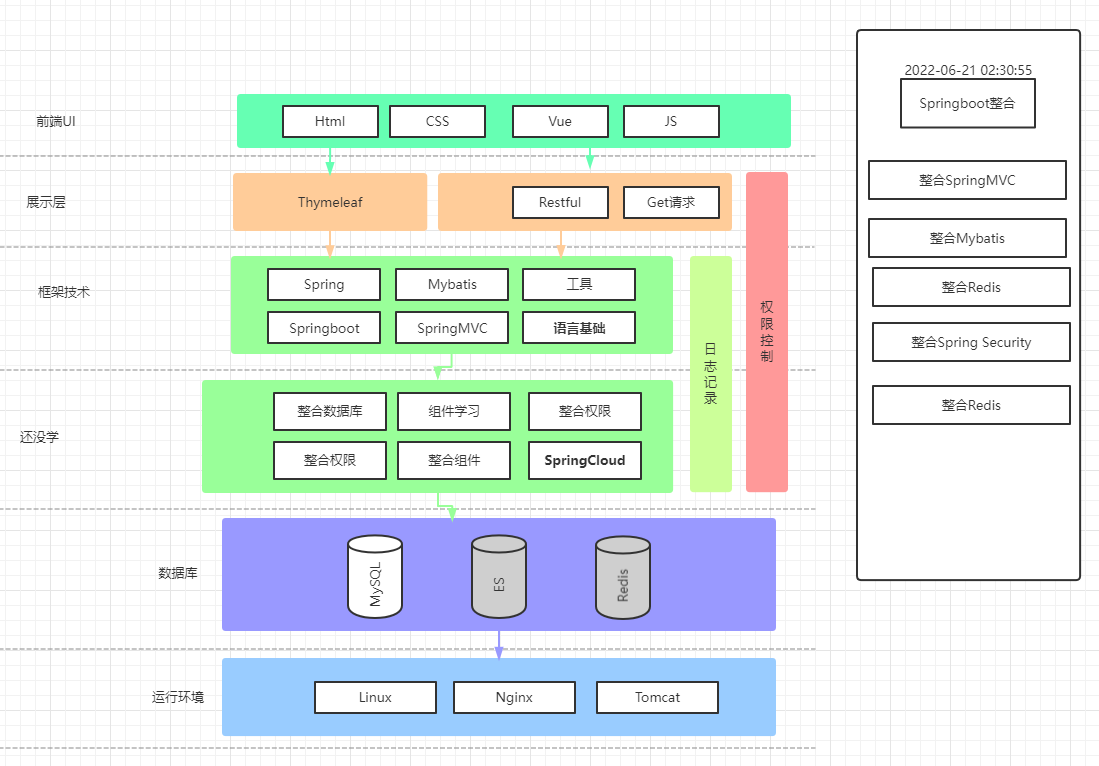 前端UI
Html
CSS
Vue
JS
展示层
Thymeleaf
Restful
Get请求
框架技术
Spring
Mybatis
工具
Springboot
SpringMVC
语言基础
还没学
整合数据库
组件学习
整合权限
整合权限
整合组件
SpringCloud
日志记录
权限控制
数据库
MySQL
ES
Redis
运行环境
Linux
Nginx
Tomcat
2022-06-21 02:30:55
Springboot整合
整合SpringMVC
整合Mybatis
整合Redis
整合Spring Security
整合Redis